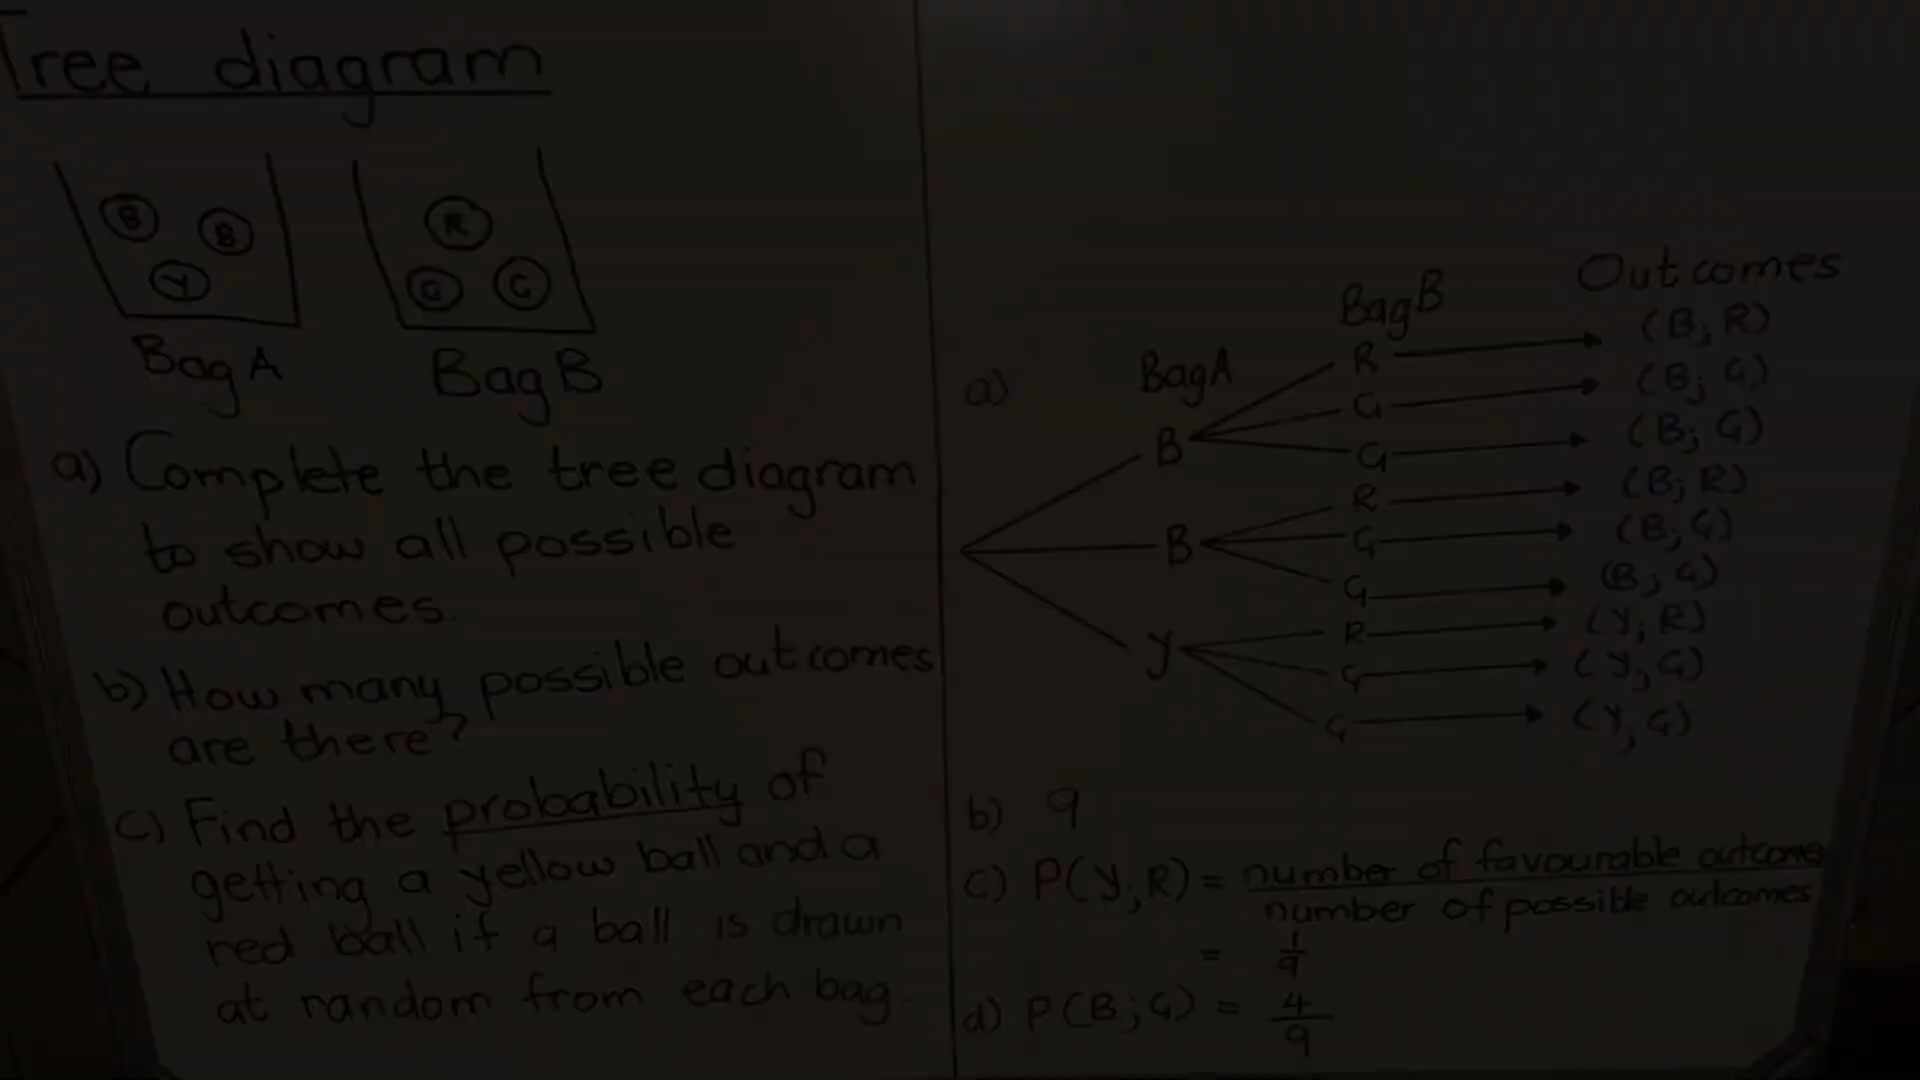 Tree diagram
B B Y
R G G
Bag A Bag B
a) Complete the tree diagram
to show all possible
outcomes.
b) How many possible outcomes
are there?
c) Find the probability of
getting a yellow ball and a
red ball if a ball is drawn
at random from each bag.
a)
Bag A Bag B Outcomes
B
R (B; R)
G (B; G)
G (B; G)
B
R (B; R)
G (B; G)
G (B; G)
Y
R (Y; R)
G (Y, G)
G (Y, G)
b) 9
c) P(Y; R) = number of favourable outcome
number of possible outcomes
= 1/9
d) P(B; G) = 4/9